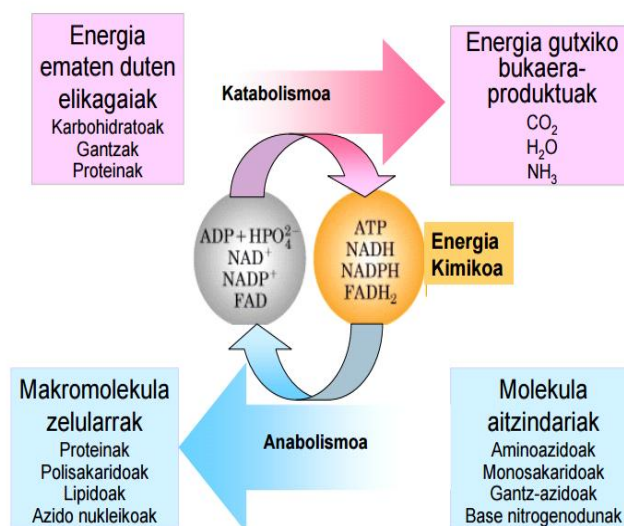 Energia
ematen duten
elikagaiak
Karbohidratoak
Gantzak
Proteinak
Katabolismoa
Energia gutxiko
bukaera-
produktuak
CO₂
H₂O
NH₃
ADP+HPO₄²⁻
NAD⁺
NADP⁺
FAD
ATP
NADH
NADPH
FADH₂
Energia
Kimikoa
Makromolekula
zelularrak
Proteinak
Polisakaridoak
Lipidoak
Azido nukleikoak
Anabolismoa
Molekula
aitzindariak
Aminoazidoak
Monosakaridoak
Gantz-azidoak
Base nitrogenodunak